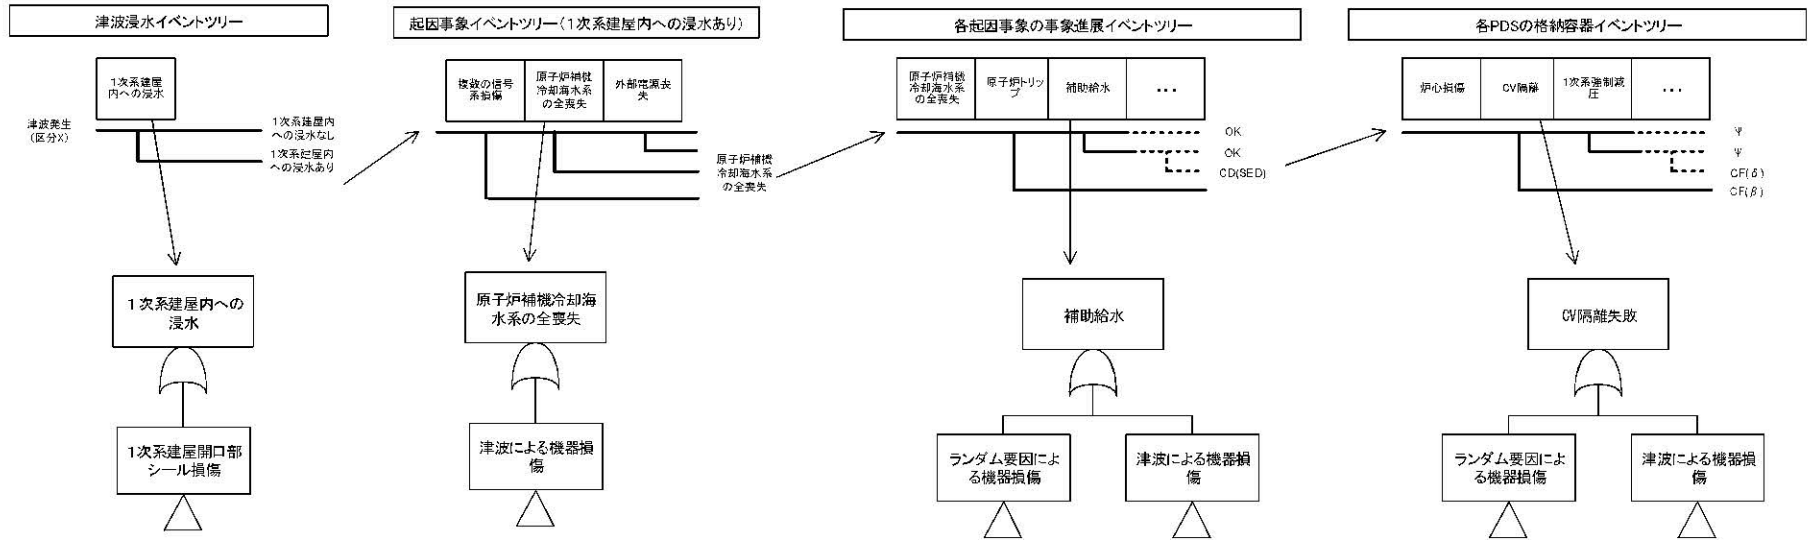 津波浸水イベントツリー
1次系建屋
内への浸水
津波発生
(区分X)
1次系建屋内
への浸水なし
1次系建屋内
への浸水あり
1次系建屋内への
浸水
1次系建屋開口部
シール損傷
起因事象イベントツリー(1次系建屋内への浸水あり)
複数の信号
系損傷
原子炉補機
冷却海水系
の全喪失
外部電源喪
失
原子炉補機
冷却海水系
の全喪失
原子炉補機冷却海
水系の全喪失
津波による機器損
傷
各起因事象の事象進展イベントツリー
原子炉補機
冷却海水系
の全喪失
原子炉トリッ
プ
補助給水
・・・
OK
OK
CD(SED)
補助給水
ランダム要因によ
る機器損傷
津波による機器損
傷
各PDSの格納容器イベントツリー
炉心損傷
CV隔離
1次系強制減
圧
・・・
Ψ
Ψ
CF(δ)
CF(β)
CV隔離失敗
ランダム要因によ
る機器損傷
津波による機器損
傷